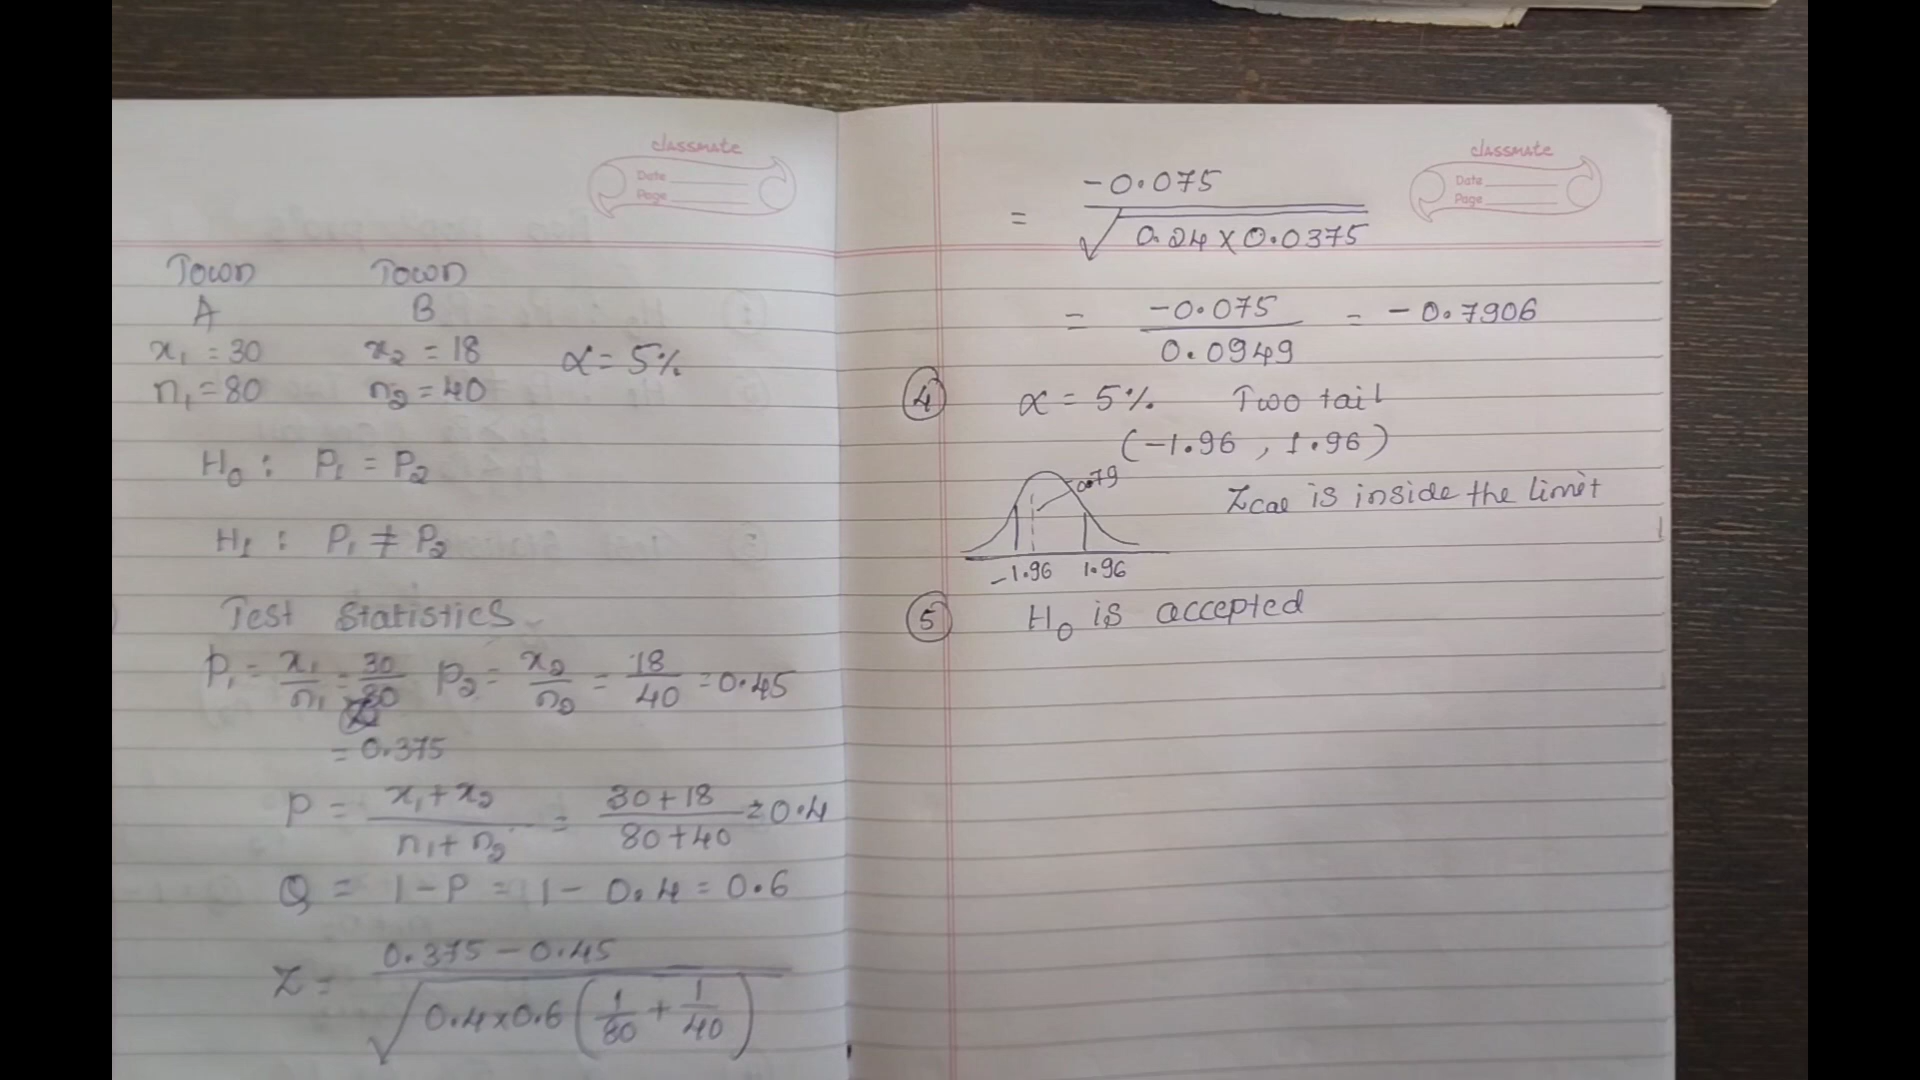 classmate
Date
Page
Town Town
A B
x₁ = 30 x₂ = 18 α = 5%
n₁ = 80 n₂ = 40
H₀ : P₁ = P₂
H₁ : P₁ ≠ P₂
Test Statistics
P₁ = x₁/n₁ = 30/80 P₂ = x₂/n₂ = 18/40 = 0.45
= 0.375
P = (x₁+x₂)/(n₁+n₂) = (30+18)/(80+40) = 0.4
Q = 1-P = 1- 0.4 = 0.6
Z = (0.375-0.45)/√(0.4×0.6(1/80 + 1/40))
classmate
Date
Page
= -0.075/√(0.24×0.0375)
= -0.075/0.0949 = -0.7906
④ α = 5% Two tail
(-1.96, 1.96)
Zcal is inside the limit
-1.96 1.96
⑤ H₀ is accepted